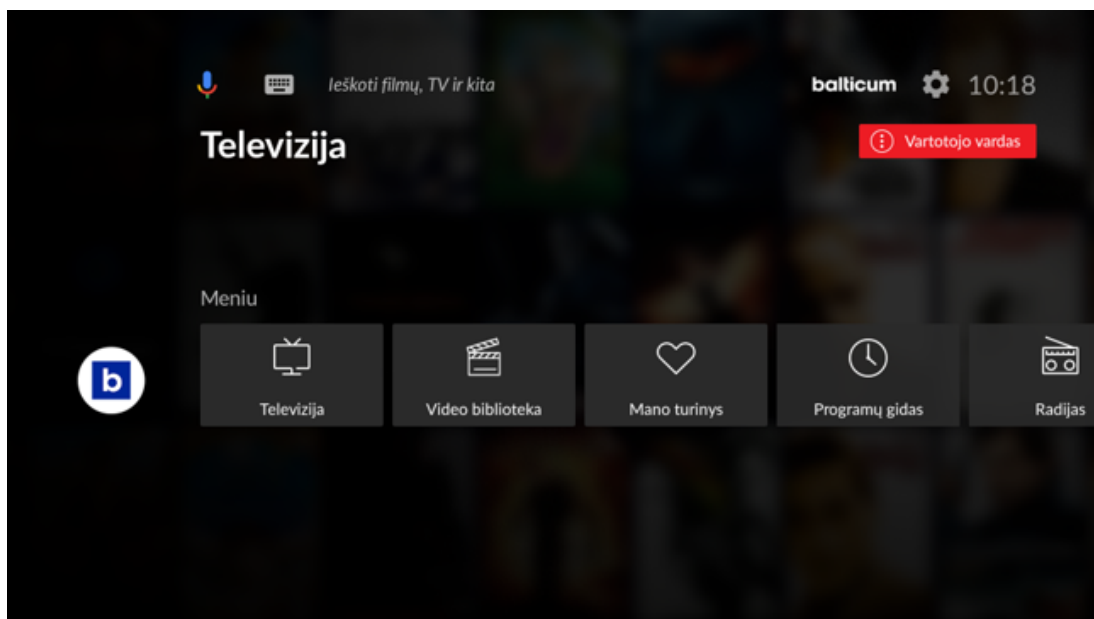 Ieškoti filmų, TV ir kita
balticum
10:18
Televizija
Vartotojo vardas
Meniu
b
Televizija
Video biblioteka
Mano turinys
Programų gidas
Radijas